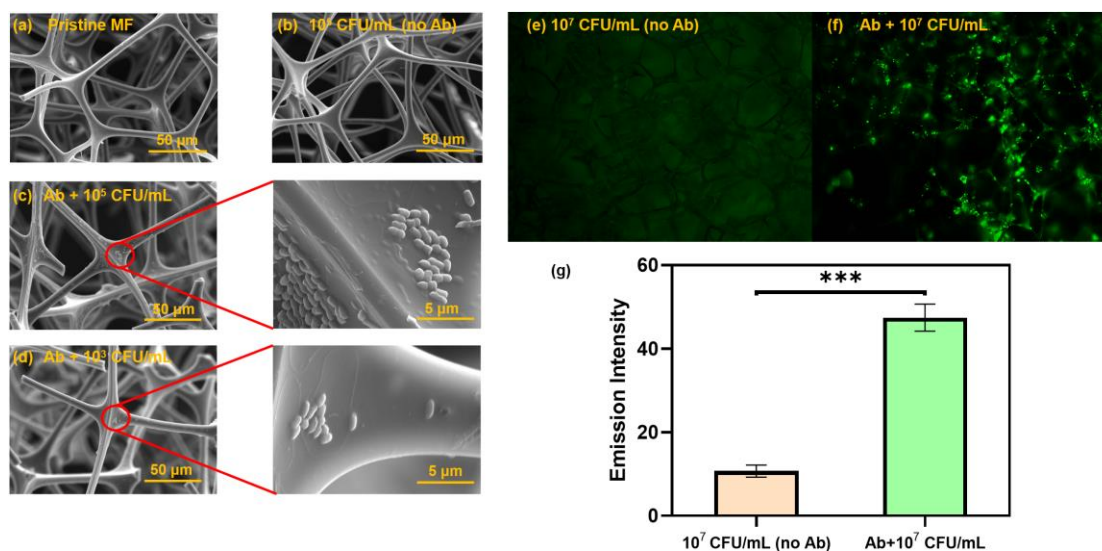 (a) Pristine MF
50 µm
(b) CFU/mL (no Ab)
50 µm
(c) Ab + 10⁵ CFU/mL
50 µm
5 µm
(d) Ab + 10³ CFU/mL
50 µm
5 µm
(e) 10⁷ CFU/mL (no Ab)
(f) Ab + 10⁷ CFU/mL
(g)
Emission Intensity
60
40
20
0
***
10⁷ CFU/mL (no Ab)
Ab+10⁷ CFU/mL